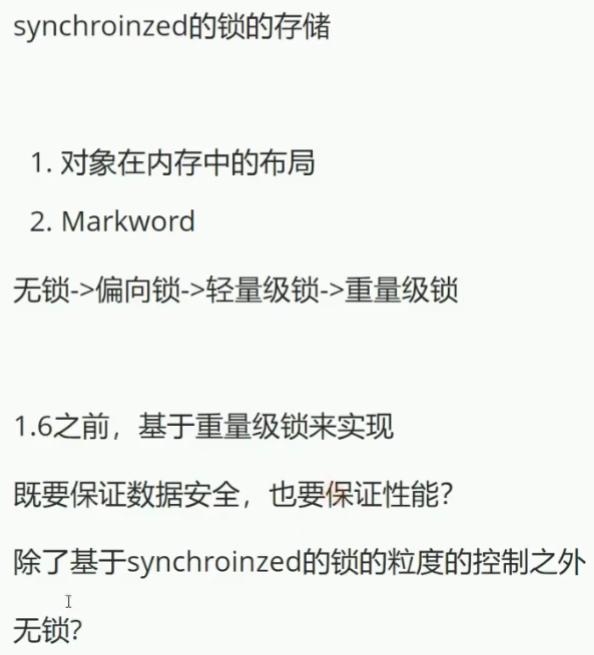 synchroinzed的锁的存储
1. 对象在内存中的布局
2. Markword
无锁->偏向锁->轻量级锁->重量级锁
1.6之前，基于重量级锁来实现
既要保证数据安全，也要保证性能?
除了基于synchroinzed的锁的粒度的控制之外
无锁?